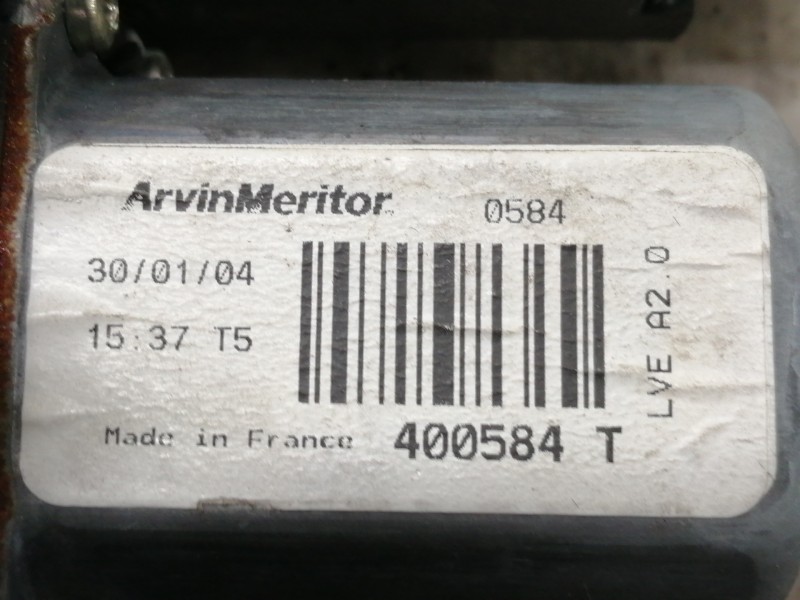 ArvinMeritor 0584
30/01/04
15:37 T5
LVE A2.0
Made in France 400584 T